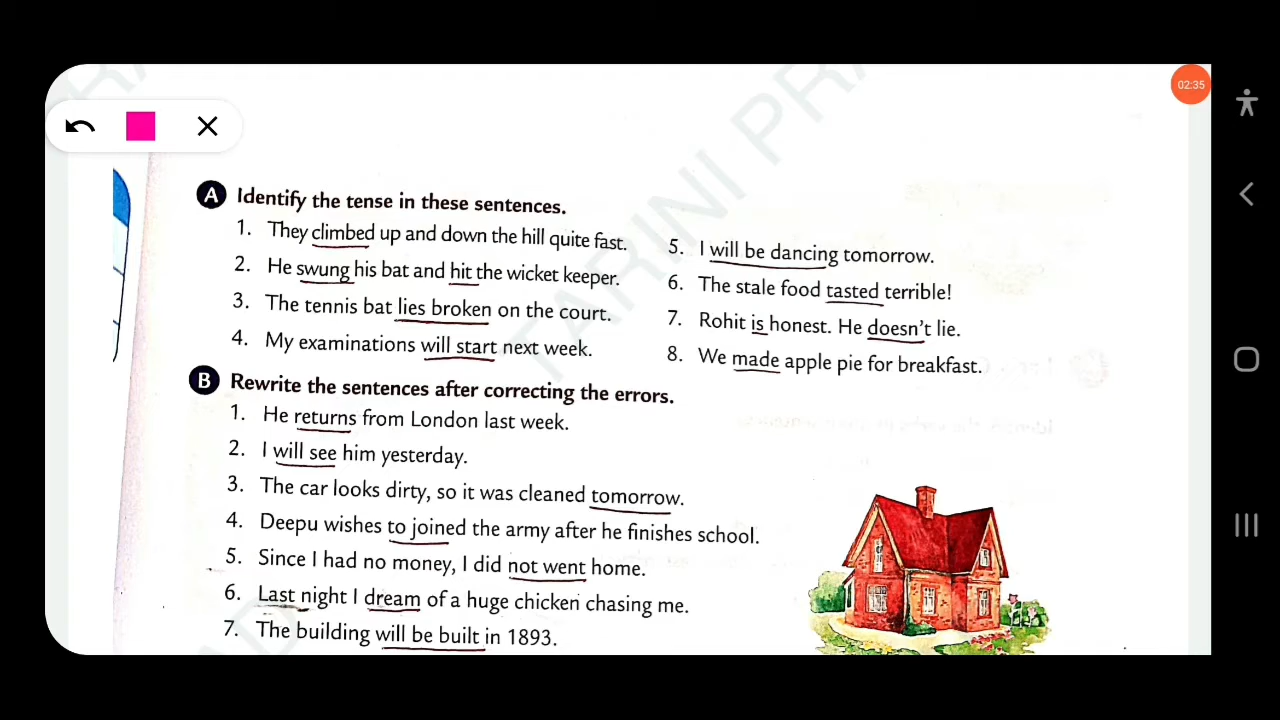 02:35
A Identify the tense in these sentences.
1. They climbed up and down the hill quite fast.
2. He swung his bat and hit the wicket keeper.
3. The tennis bat lies broken on the court.
4. My examinations will start next week.
5. I will be dancing tomorrow.
6. The stale food tasted terrible!
7. Rohit is honest. He doesn't lie.
8. We made apple pie for breakfast.
B Rewrite the sentences after correcting the errors.
1. He returns from London last week.
2. I will see him yesterday.
3. The car looks dirty, so it was cleaned tomorrow.
4. Deepu wishes to joined the army after he finishes school.
5. Since I had no money, I did not went home.
6. Last night I dream of a huge chicken chasing me.
7. The building will be built in 1893.
TARINI PRA